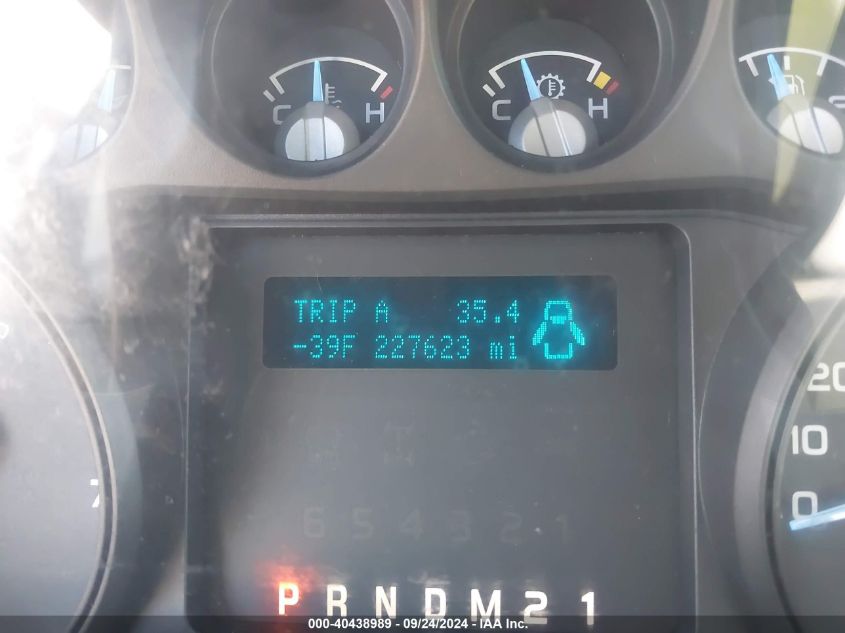 C H C H
TRIP A 35.4
-39F 227623 mi
20
10
7
0
6 5 4 3 2 1
P R N D M 2 1
000-40438989 - 09/24/2024 - IAA Inc.